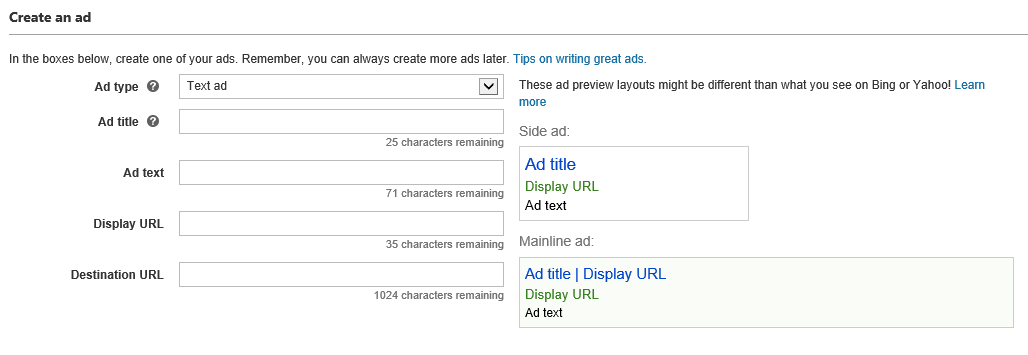 Create an ad
In the boxes below, create one of your ads. Remember, you can always create more ads later. Tips on writing great ads.
Ad type ? Text ad
Ad title ?
25 characters remaining
Ad text
71 characters remaining
Display URL
35 characters remaining
Destination URL
1024 characters remaining
These ad preview layouts might be different than what you see on Bing or Yahoo! Learn
more
Side ad:
Ad title
Display URL
Ad text
Mainline ad:
Ad title | Display URL
Display URL
Ad text